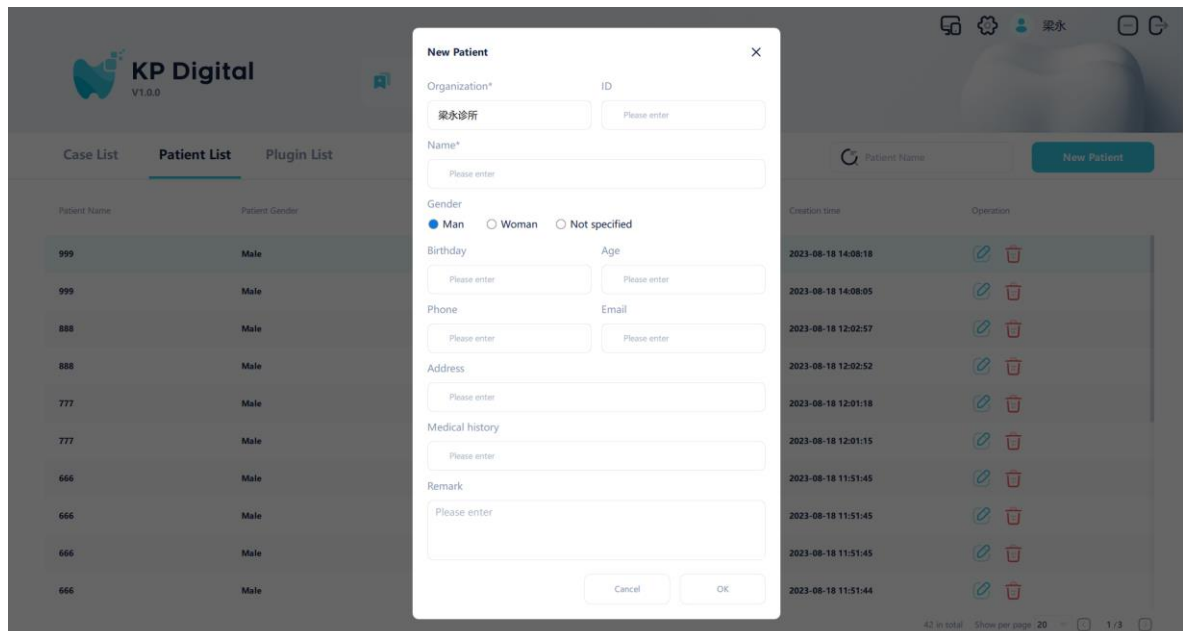 梁永
KP Digital
V1.0.0
Case List Patient List Plugin List
Patient Name
New Patient
Patient Name Patient Gender Creation time Operation
999 Male 2023-08-18 14:08:18
999 Male 2023-08-18 14:08:05
888 Male 2023-08-18 12:02:57
888 Male 2023-08-18 12:02:52
777 Male 2023-08-18 12:01:18
777 Male 2023-08-18 12:01:15
666 Male 2023-08-18 11:51:45
666 Male 2023-08-18 11:51:45
666 Male 2023-08-18 11:51:45
666 Male 2023-08-18 11:51:44
42 in total Show per page 20 1/3
New Patient
Organization* ID
梁永诊所 Please enter
Name*
Please enter
Gender
Man Woman Not specified
Birthday Age
Please enter Please enter
Phone Email
Please enter Please enter
Address
Please enter
Medical history
Please enter
Remark
Please enter
Cancel OK